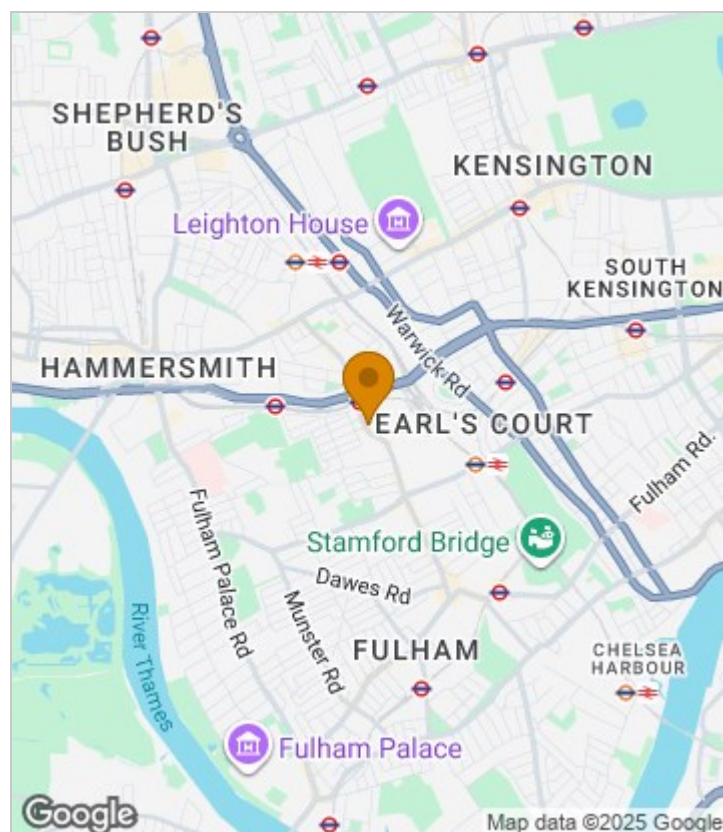 SHEPHERD'S
BUSH
KENSINGTON
Leighton House
SOUTH
KENSINGTON
Warwick Rd
HAMMERSMITH
EARL'S COURT
Fulham Rd.
Fulham Palace Rd
Stamford Bridge
Dawes Rd
Munster Rd
River Thames
FULHAM
CHELSEA
HARBOUR
Fulham Palace
Google
Map data ©2025 Google